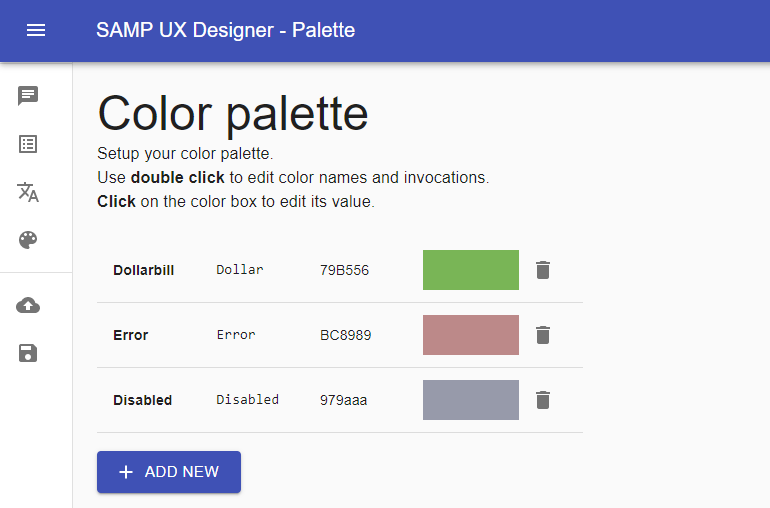 SAMP UX Designer - Palette
Color palette
Setup your color palette.
Use double click to edit color names and invocations.
Click on the color box to edit its value.
Dollarbill Dollar 79B556
Error Error BC8989
Disabled Disabled 979aaa
ADD NEW